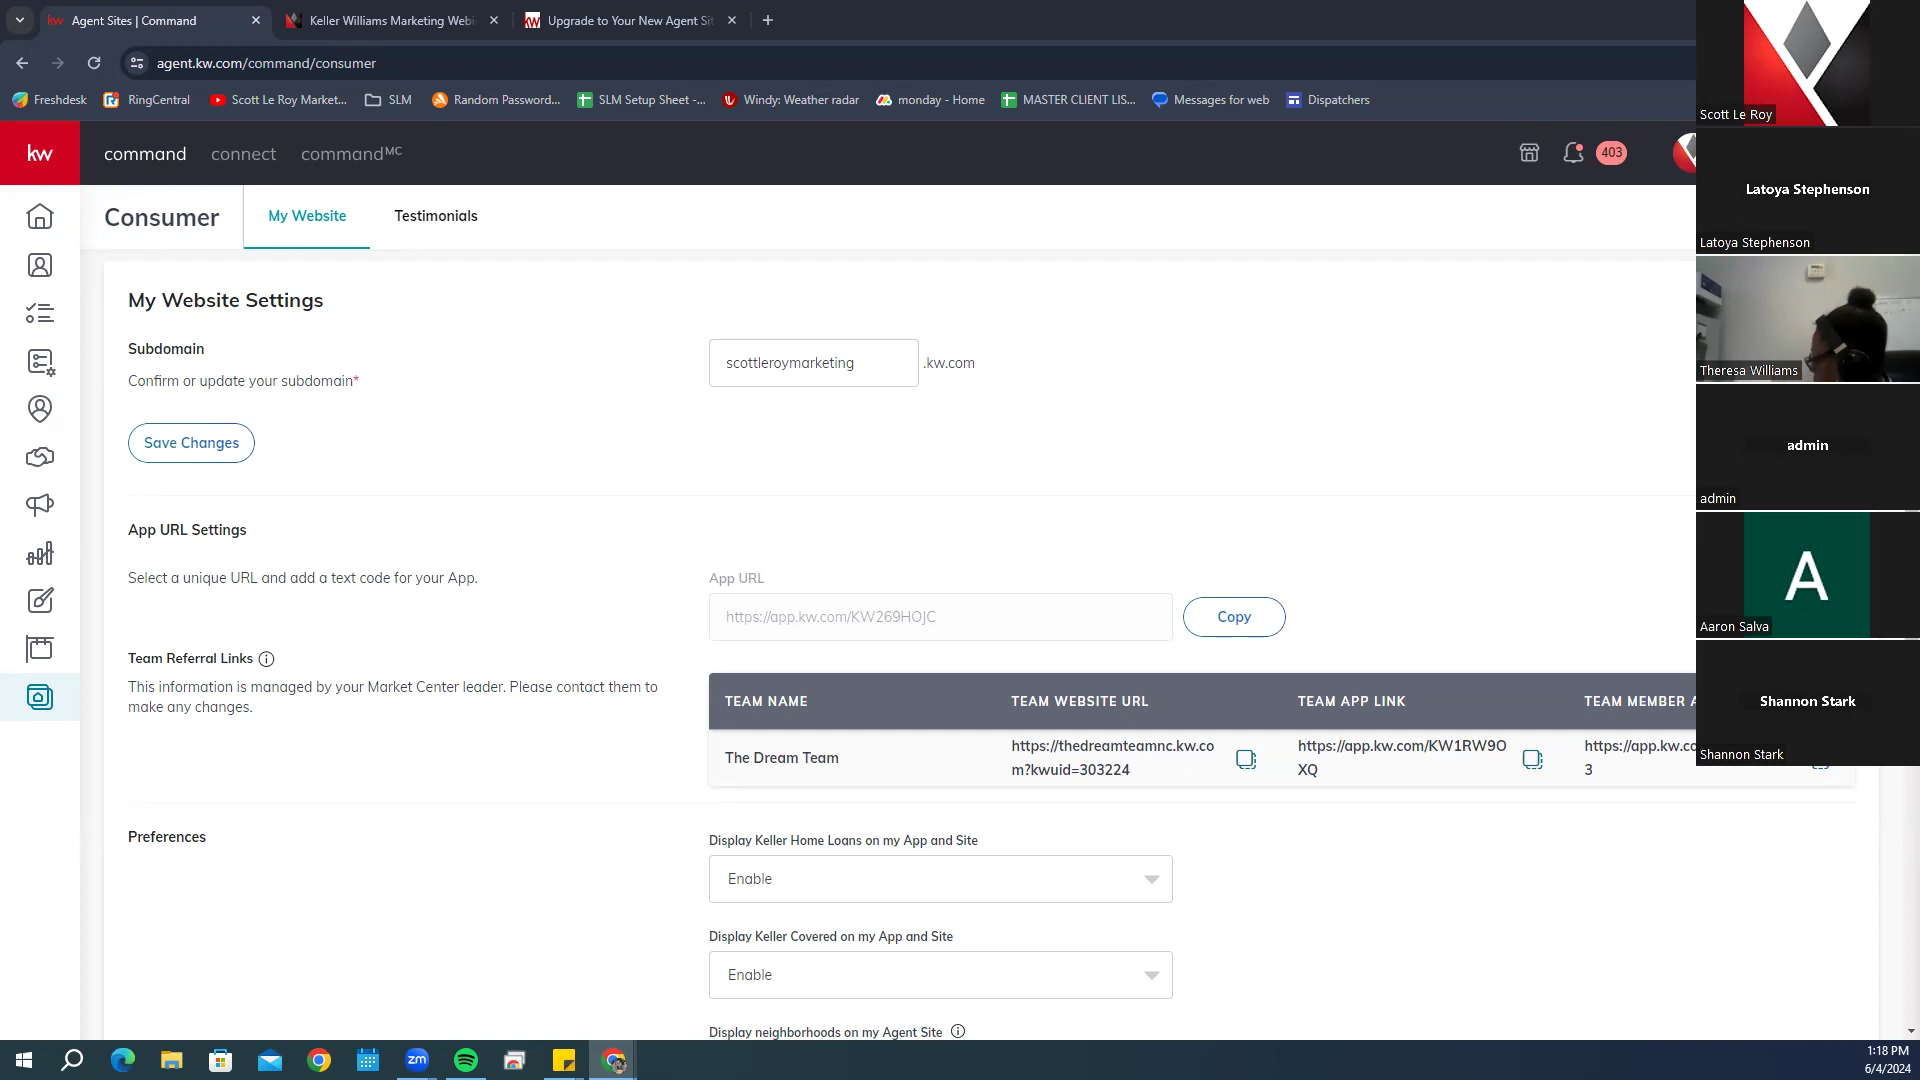 kw Agent Sites | Command
Keller Williams Marketing Webi
kw Upgrade to Your New Agent Sit
agent.kw.com/command/consumer
Freshdesk
RingCentral
Scott Le Roy Market...
SLM
Random Password...
SLM Setup Sheet -...
Windy: Weather radar
monday - Home
MASTER CLIENT LIS...
Messages for web
Dispatchers
kw
command
connect
commandMC
403
Consumer
My Website
Testimonials
My Website Settings
Subdomain
Confirm or update your subdomain*
scottleroymarketing
.kw.com
Save Changes
App URL Settings
Select a unique URL and add a text code for your App.
App URL
https://app.kw.com/KW269HOJC
Copy
Team Referral Links
This information is managed by your Market Center leader. Please contact them to
make any changes.
TEAM NAME
TEAM WEBSITE URL
TEAM APP LINK
TEAM MEMBER A
The Dream Team
https://thedreamteamnc.kw.co
m?kwuid=303224
https://app.kw.com/KW1RW9O
XQ
https://app.kw.co
3
Preferences
Display Keller Home Loans on my App and Site
Enable
Display Keller Covered on my App and Site
Enable
Display neighborhoods on my Agent Site
Scott Le Roy
Latoya Stephenson
Latoya Stephenson
Theresa Williams
admin
admin
A
Aaron Salva
Shannon Stark
Shannon Stark
zm
1:18 PM
6/4/2024